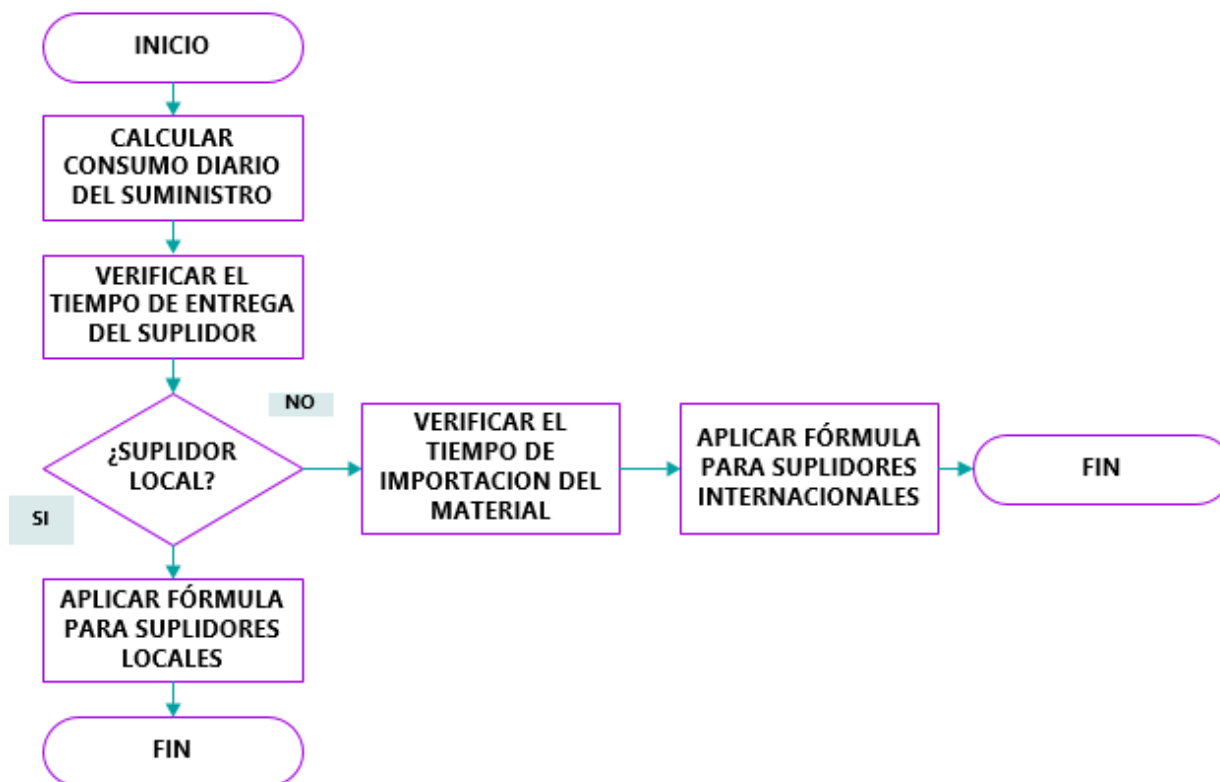 INICIO
CALCULAR
CONSUMO DIARIO
DEL SUMINISTRO
VERIFICAR EL
TIEMPO DE ENTREGA
DEL SUPLIDOR
¿SUPLIDOR
LOCAL?
NO
VERIFICAR EL
TIEMPO DE
IMPORTACION DEL
MATERIAL
APLICAR FÓRMULA
PARA SUPLIDORES
INTERNACIONALES
FIN
SI
APLICAR FÓRMULA
PARA SUPLIDORES
LOCALES
FIN